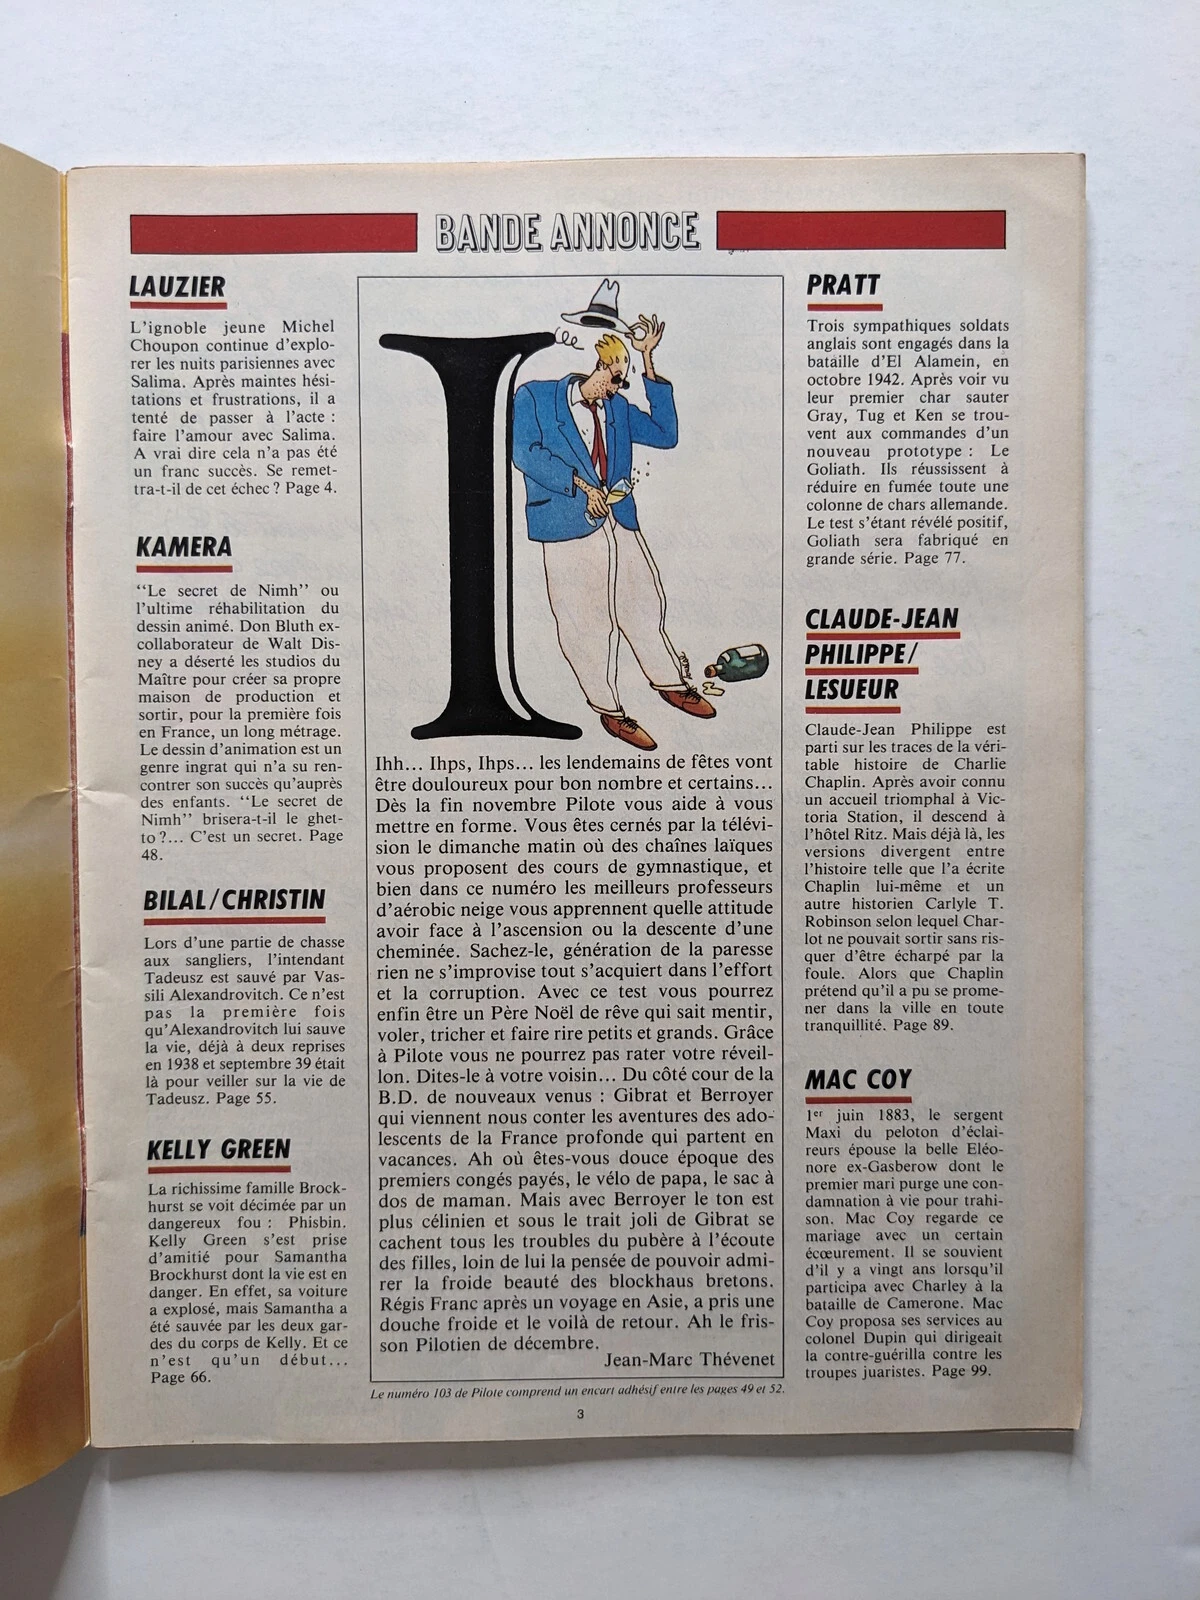 BANDE ANNONCE
LAUZIER
L'ignoble jeune Michel
Choupon continue d'explo-
rer les nuits parisiennes avec
Salima. Après maintes hési-
tations et frustrations, il a
tenté de passer à l'acte :
faire l'amour avec Salima.
A vrai dire cela n'a pas été
un franc succès. Se remet-
tra-t-il de cet échec ? Page 4.
KAMERA
"Le secret de Nimh" ou
l'ultime réhabilitation du
dessin animé. Don Bluth ex-
collaborateur de Walt Dis-
ney a déserté les studios du
Maître pour créer sa propre
maison de production et
sortir, pour la première fois
en France, un long métrage.
Le dessin d'animation est un
genre ingrat qui n'a su ren-
contrer son succès qu'auprès
des enfants. "Le secret de
Nimh" brisera-t-il le ghet-
to ?... C'est un secret. Page
48.
BILAL/CHRISTIN
Lors d'une partie de chasse
aux sangliers, l'intendant
Tadeusz est sauvé par Vas-
sili Alexandrovitch. Ce n'est
pas la première fois
qu'Alexandrovitch lui sauve
la vie, déjà à deux reprises
en 1938 et septembre 39 était
là pour veiller sur la vie de
Tadeusz. Page 55.
KELLY GREEN
La richissime famille Brock-
hurst se voit décimée par un
dangereux fou : Phisbin.
Kelly Green s'est prise
d'amitié pour Samantha
Brockhurst dont la vie est en
danger. En effet, sa voiture
a explosé, mais Samantha a
été sauvée par les deux gar-
des du corps de Kelly. Et ce
n'est qu'un début...
Page 66.
I
Ihh... Ihps, Ihps... les lendemains de fêtes vont
être douloureux pour bon nombre et certains...
Dès la fin novembre Pilote vous aide à vous
mettre en forme. Vous êtes cernés par la télévi-
sion le dimanche matin où des chaînes laïques
vous proposent des cours de gymnastique, et
bien dans ce numéro les meilleurs professeurs
d'aérobic neige vous apprennent quelle attitude
avoir face à l'ascension ou la descente d'une
cheminée. Sachez-le, génération de la paresse
rien ne s'improvise tout s'acquiert dans l'effort
et la corruption. Avec ce test vous pourrez
enfin être un Père Noël de rêve qui sait mentir,
voler, tricher et faire rire petits et grands. Grâce
à Pilote vous ne pourrez pas rater votre réveil-
lon. Dites-le à votre voisin... Du côté cour de la
B.D. de nouveaux venus : Gibrat et Berroyer
qui viennent nous conter les aventures des ado-
lescents de la France profonde qui partent en
vacances. Ah où êtes-vous douce époque des
premiers congés payés, le vélo de papa, le sac à
dos de maman. Mais avec Berroyer le ton est
plus célinien et sous le trait joli de Gibrat se
cachent tous les troubles du pubère à l'écoute
des filles, loin de lui la pensée de pouvoir admi-
rer la froide beauté des blockhaus bretons.
Régis Franc après un voyage en Asie, a pris une
douche froide et le voilà de retour. Ah le fris-
son Pilotien de décembre.
Jean-Marc Thévenet
Le numéro 103 de Pilote comprend un encart adhésif entre les pages 49 et 52.
PRATT
Trois sympathiques soldats
anglais sont engagés dans la
bataille d'El Alamein, en
octobre 1942. Après voir vu
leur premier char sauter
Gray, Tug et Ken se trou-
vent aux commandes d'un
nouveau prototype : Le
Goliath. Ils réussissent à
réduire en fumée toute une
colonne de chars allemande.
Le test s'étant révélé positif,
Goliath sera fabriqué en
grande série. Page 77.
CLAUDE-JEAN
PHILIPPE/
LESUEUR
Claude-Jean Philippe est
parti sur les traces de la véri-
table histoire de Charlie
Chaplin. Après avoir connu
un accueil triomphal à Vic-
toria Station, il descend à
l'hôtel Ritz. Mais déjà là, les
versions divergent entre
l'histoire telle que l'a écrite
Chaplin lui-même et un
autre historien Carlyle T.
Robinson selon lequel Char-
lot ne pouvait sortir sans ris-
quer d'être écharpé par la
foule. Alors que Chaplin
prétend qu'il a pu se prome-
ner dans la ville en toute
tranquillité. Page 89.
MAC COY
1er juin 1883, le sergent
Maxi du peloton d'éclai-
reurs épouse la belle Eléo-
nore ex-Gasberow dont le
premier mari purge une con-
damnation à vie pour trahi-
son. Mac Coy regarde ce
mariage avec un certain
écœurement. Il se souvient
d'il y a vingt ans lorsqu'il
participa avec Charley à la
bataille de Camerone. Mac
Coy proposa ses services au
colonel Dupin qui dirigeait
la contre-guérilla contre les
troupes juaristes. Page 99.
3